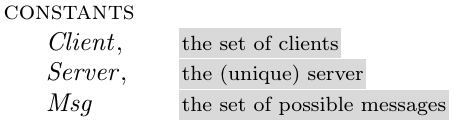 CONSTANTS
Client, the set of clients
Server, the (unique) server
Msg the set of possible messages